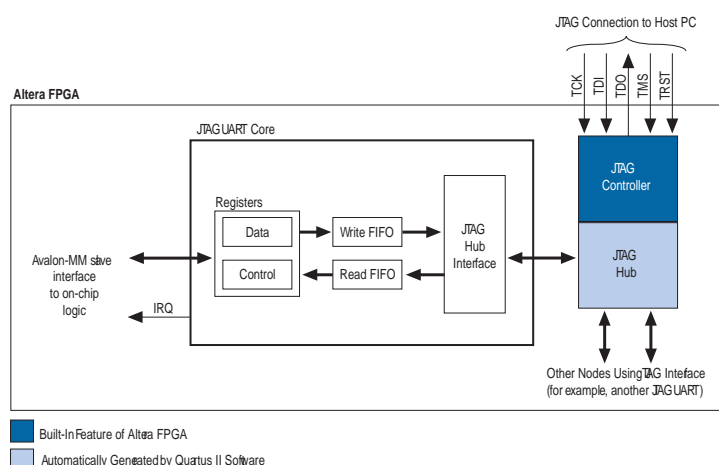 JTAG Connection to Host PC
TCK
TDI
TDO
TMS
TRST
Altera FPGA
JTAG UART Core
JTAG
Controller
Registers
Data
Write FIFO
JTAG
Hub
Interface
JTAG
Hub
Avalon-MM slave
interface
to on-chip
logic
Control
Read FIFO
IRQ
Other Nodes Using JTAG Interface
(for example, another JTAG UART)
Built-In Feature of Altera FPGA
Automatically Generated by Quartus II Software